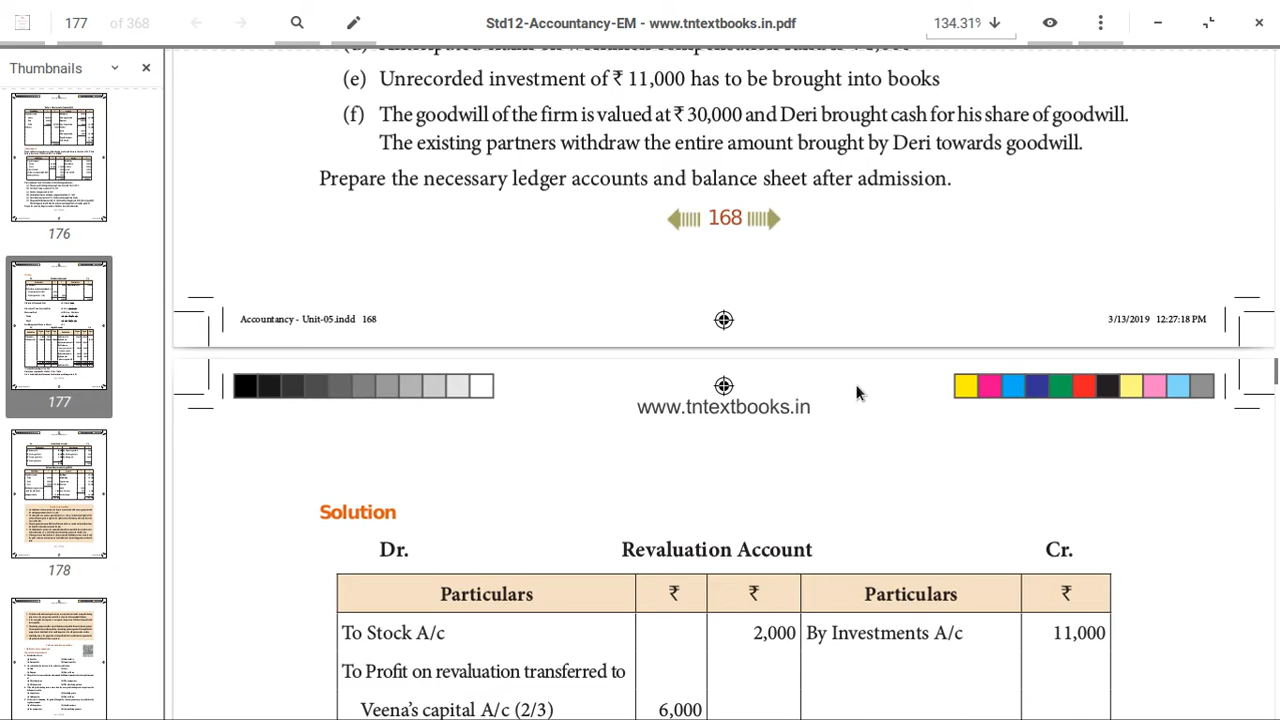 177 of 368
Std12-Accountancy-EM - www.tntextbooks.in.pdf
134.31%
Thumbnails
176
177
178
(e) Unrecorded investment of ₹ 11,000 has to be brought into books
(f) The goodwill of the firm is valued at ₹ 30,000 and Deri brought cash for his share of goodwill.
The existing partners withdraw the entire amount brought by Deri towards goodwill.
Prepare the necessary ledger accounts and balance sheet after admission.
168
Accountancy - Unit-05.indd 168
3/13/2019 12:27:18 PM
www.tntextbooks.in
Solution
Dr. Revaluation Account Cr.
Particulars ₹ ₹ Particulars ₹
To Stock A/c 2,000 By Investments A/c 11,000
To Profit on revaluation transferred to
Veena's capital A/c (2/3) 6,000